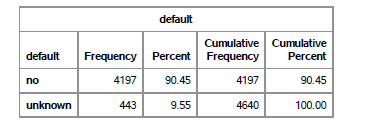 default
default Frequency Percent Cumulative Frequency Cumulative Percent
no 4197 90.45 4197 90.45
unknown 443 9.55 4640 100.00